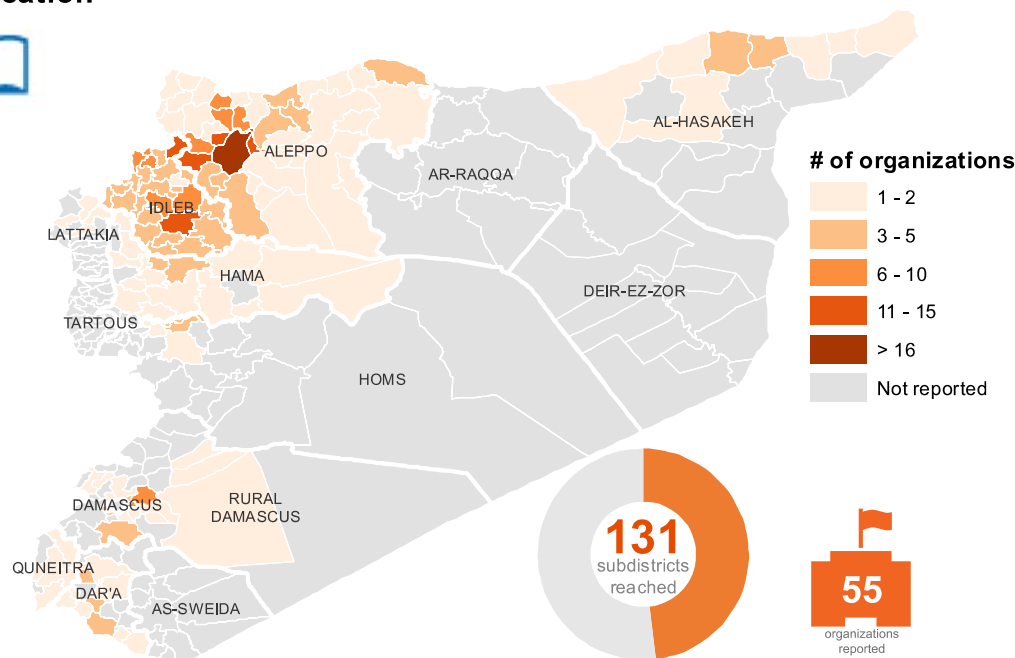 ALEPPO
AL-HASAKEH
AR-RAQQA
IDLEB
LATTAKIA
HAMA
DEIR-EZ-ZOR
TARTOUS
HOMS
DAMASCUS
RURAL
DAMASCUS
QUNEITRA
DAR'A
AS-SWEIDA
# of organizations
1 - 2
3 - 5
6 - 10
11 - 15
> 16
Not reported
131
subdistricts
reached
55
organizations
reported